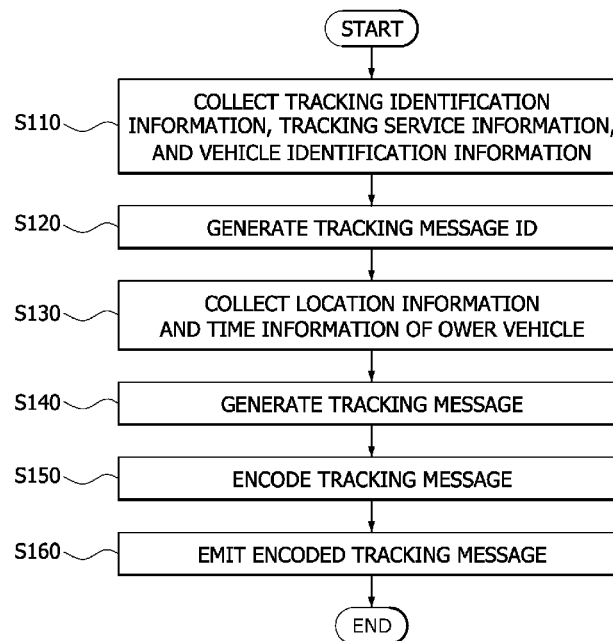 START
S110
COLLECT TRACKING IDENTIFICATION
INFORMATION, TRACKING SERVICE INFORMATION,
AND VEHICLE IDENTIFICATION INFORMATION
S120
GENERATE TRACKING MESSAGE ID
S130
COLLECT LOCATION INFORMATION
AND TIME INFORMATION OF OWER VEHICLE
S140
GENERATE TRACKING MESSAGE
S150
ENCODE TRACKING MESSAGE
S160
EMIT ENCODED TRACKING MESSAGE
END